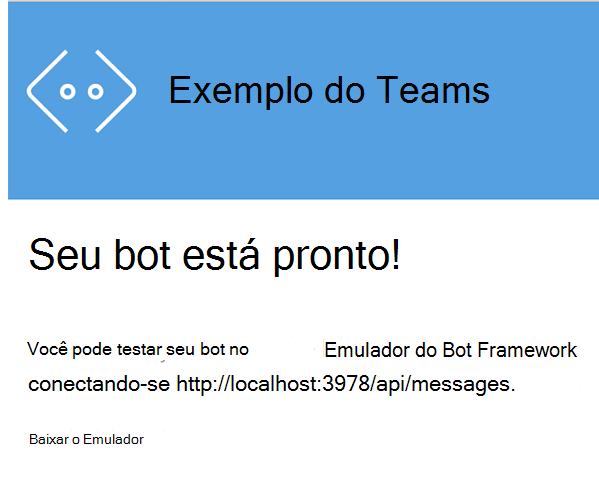 Exemplo do Teams
Seu bot está pronto!
Você pode testar seu bot no Emulador do Bot Framework
conectando-se http://localhost:3978/api/messages.
Baixar o Emulador